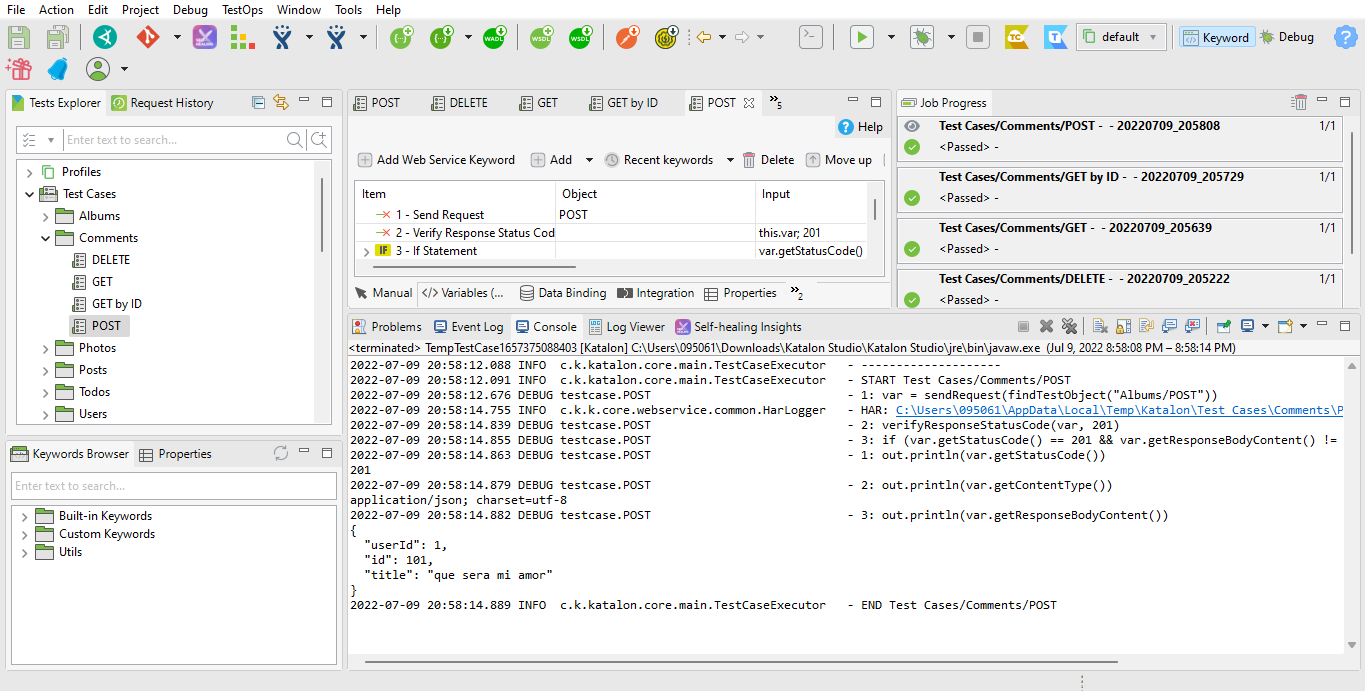 File Action Edit Project Debug TestOps Window Tools Help
default Keyword Debug
Tests Explorer Request History
Enter text to search...
Profiles
Test Cases
Albums
Comments
DELETE
GET
GET by ID
POST
Photos
Posts
Todos
Users
Keywords Browser Properties
Enter text to search...
Built-in Keywords
Custom Keywords
Utils
POST DELETE GET GET by ID POST 5
Help
Add Web Service Keyword Add Recent keywords Delete Move up
Item Object Input
1 - Send Request POST
2 - Verify Response Status Cod this.var; 201
IF 3 - If Statement var.getStatusCode()
Manual </> Variables (... Data Binding Integration Properties 2
Job Progress
Test Cases/Comments/POST - - 20220709_205808 1/1
<Passed> -
Test Cases/Comments/GET by ID - - 20220709_205729 1/1
<Passed> -
Test Cases/Comments/GET - - 20220709_205639 1/1
<Passed> -
Test Cases/Comments/DELETE - - 20220709_205222 1/1
<Passed> -
Problems Event Log Console Log Viewer Self-healing Insights
<terminated> TempTestCase1657375088403 [Katalon] C:\Users\095061\Downloads\Katalon Studio\Katalon Studio\jre\bin\javaw.exe (Jul 9, 2022 8:58:08 PM – 8:58:14 PM)
2022-07-09 20:58:12.088 INFO c.k.katalon.core.main.TestCaseExecutor - --------------------
2022-07-09 20:58:12.091 INFO c.k.katalon.core.main.TestCaseExecutor - START Test Cases/Comments/POST
2022-07-09 20:58:12.676 DEBUG testcase.POST - 1: var = sendRequest(findTestObject("Albums/POST"))
2022-07-09 20:58:14.755 INFO c.k.k.core.webservice.common.HarLogger - HAR: C:\Users\095061\AppData\Local\Temp\Katalon\Test Cases\Comments\P
2022-07-09 20:58:14.839 DEBUG testcase.POST - 2: verifyResponseStatusCode(var, 201)
2022-07-09 20:58:14.855 DEBUG testcase.POST - 3: if (var.getStatusCode() == 201 && var.getResponseBodyContent() !=
2022-07-09 20:58:14.863 DEBUG testcase.POST - 1: out.println(var.getStatusCode())
201
2022-07-09 20:58:14.879 DEBUG testcase.POST - 2: out.println(var.getContentType())
application/json; charset=utf-8
2022-07-09 20:58:14.882 DEBUG testcase.POST - 3: out.println(var.getResponseBodyContent())
{
"userId": 1,
"id": 101,
"title": "que sera mi amor"
}
2022-07-09 20:58:14.889 INFO c.k.katalon.core.main.TestCaseExecutor - END Test Cases/Comments/POST